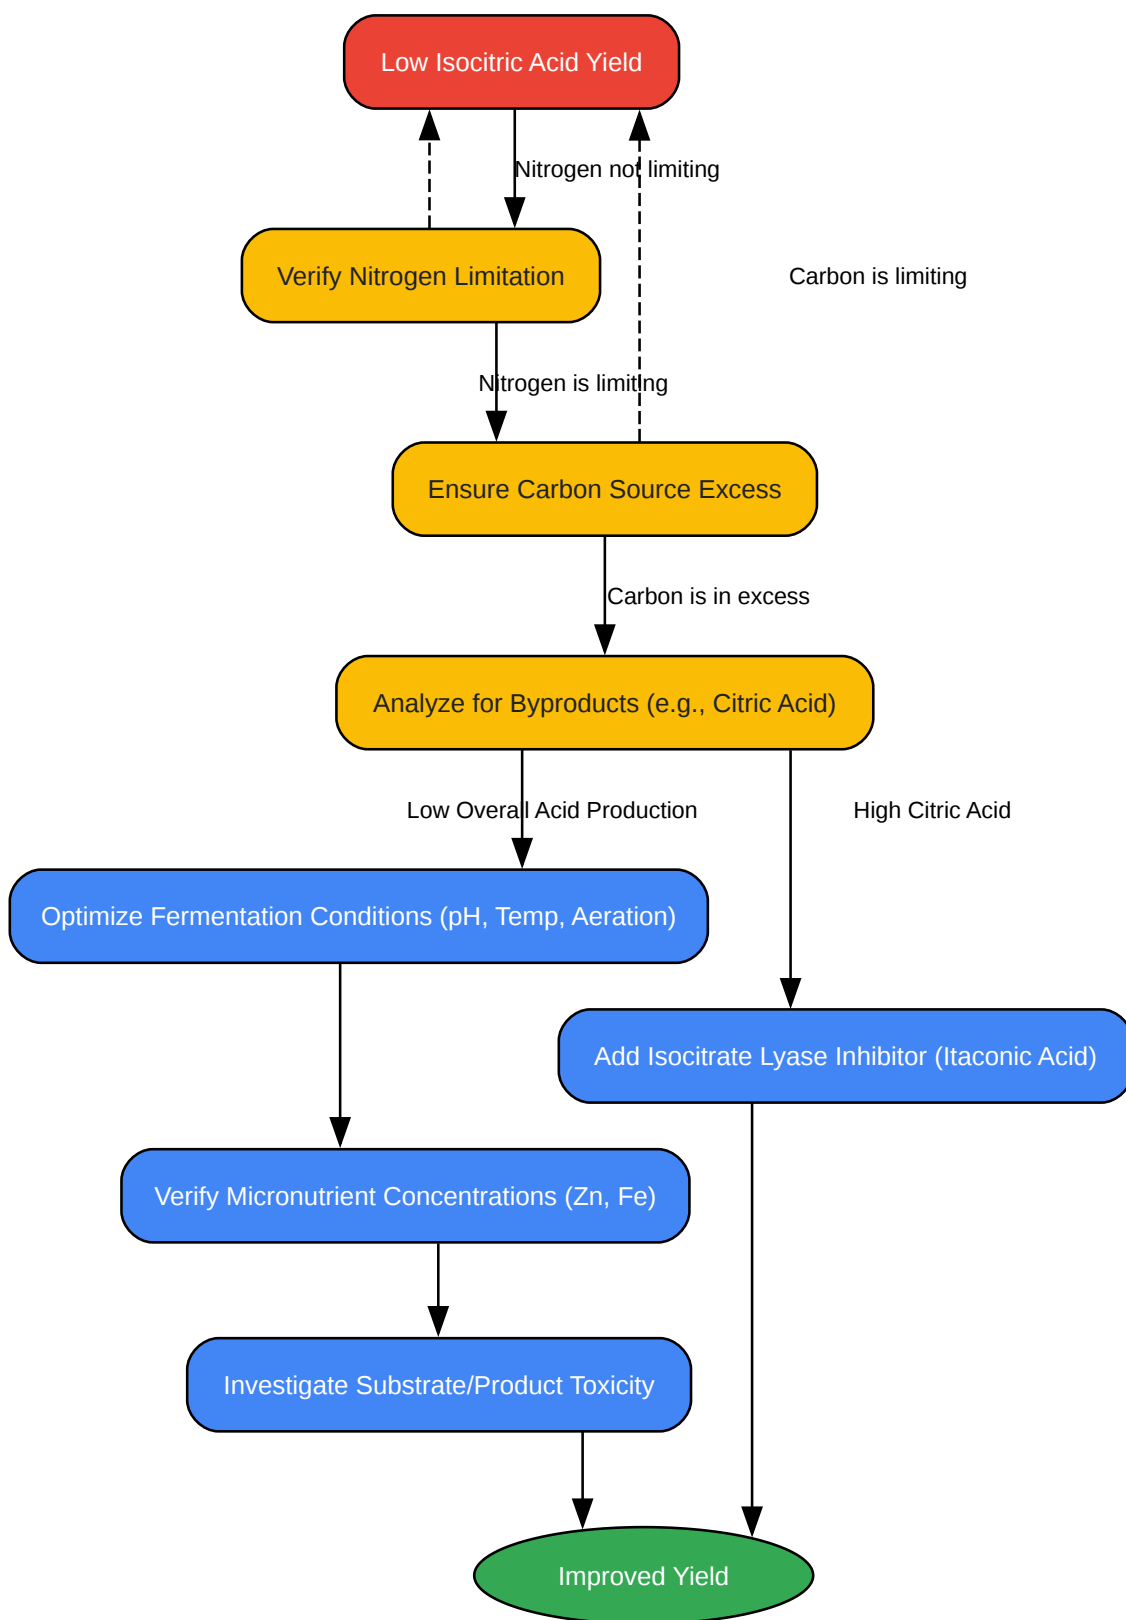 Low Isocitric Acid Yield
Nitrogen not limiting
Verify Nitrogen Limitation
Carbon is limiting
Nitrogen is limiting
Ensure Carbon Source Excess
Carbon is in excess
Analyze for Byproducts (e.g., Citric Acid)
Low Overall Acid Production
High Citric Acid
Optimize Fermentation Conditions (pH, Temp, Aeration)
Add Isocitrate Lyase Inhibitor (Itaconic Acid)
Verify Micronutrient Concentrations (Zn, Fe)
Investigate Substrate/Product Toxicity
Improved Yield